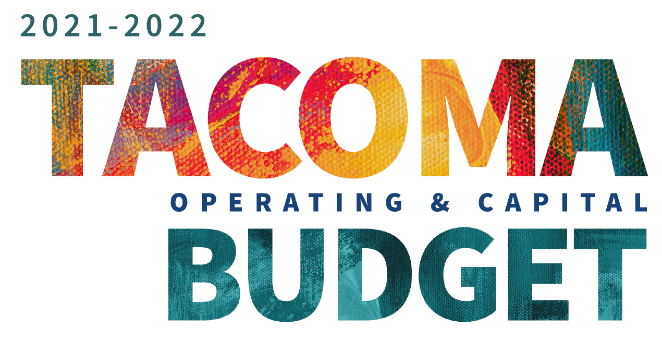 2021-2022
TACOMA
OPERATING & CAPITAL
BUDGET